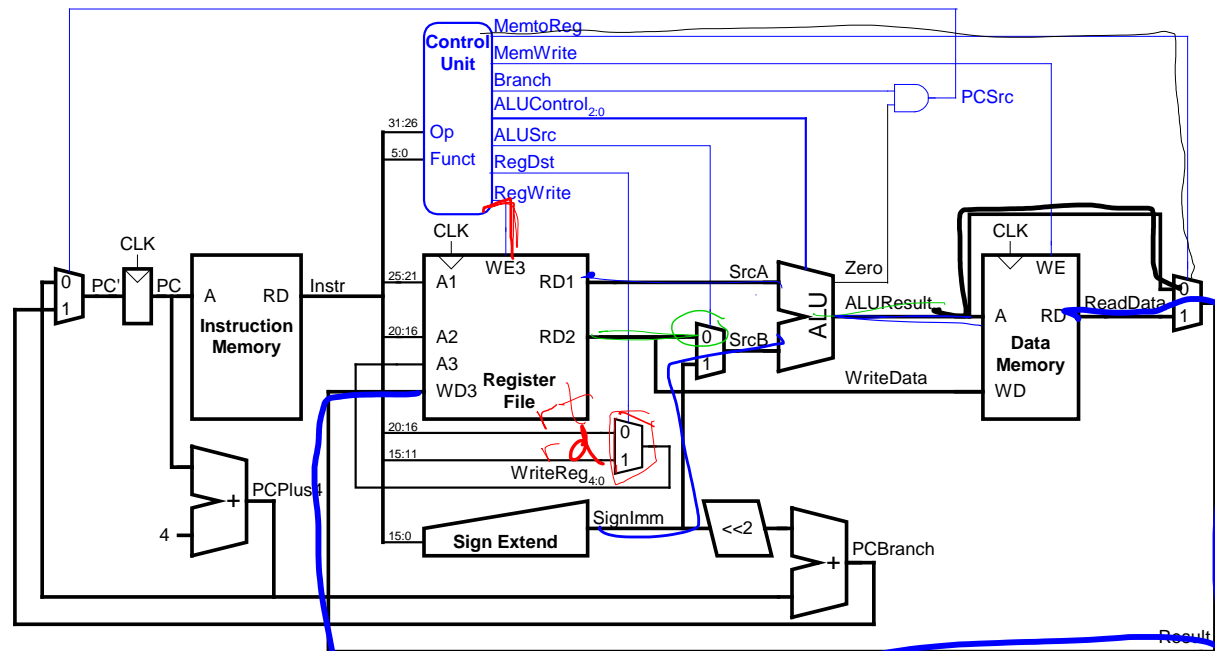 MemtoReg
Control
Unit
MemWrite
Branch
PCSrc
ALUControl2:0
31:26
Op
ALUSrc
5:0
Funct
RegDst
RegWrite
CLK
CLK
CLK
WE3
SrcA
Zero
WE
0
1
PC'
PC
A
RD
Instr
25:21
A1
RD1
ALU
ALUResult
A
RD
ReadData
0
1
Instruction
Memory
20:16
A2
RD2
0
1
SrcB
Data
Memory
A3
WD3
Register
File
WriteData
WD
rt
rd
20:16
0
15:11
1
WriteReg4:0
PCPlus4
+
4
SignImm
<<2
15:0
Sign Extend
+
PCBranch
Result